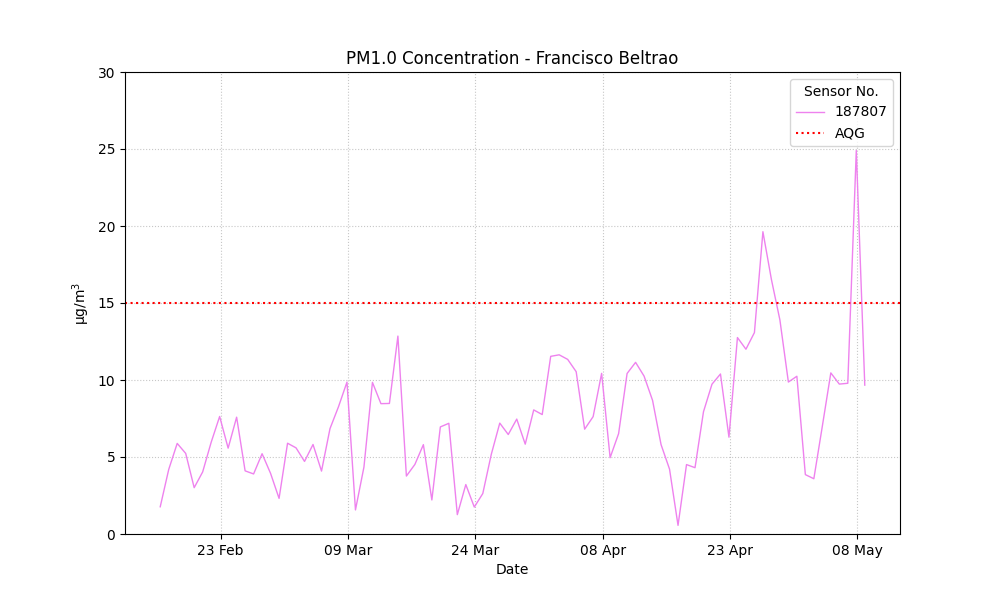 PM1.0 Concentration - Francisco Beltrao
30
25
20
15
10
5
0
µg/m³
Sensor No.
187807
AQG
23 Feb
09 Mar
24 Mar
08 Apr
23 Apr
08 May
Date